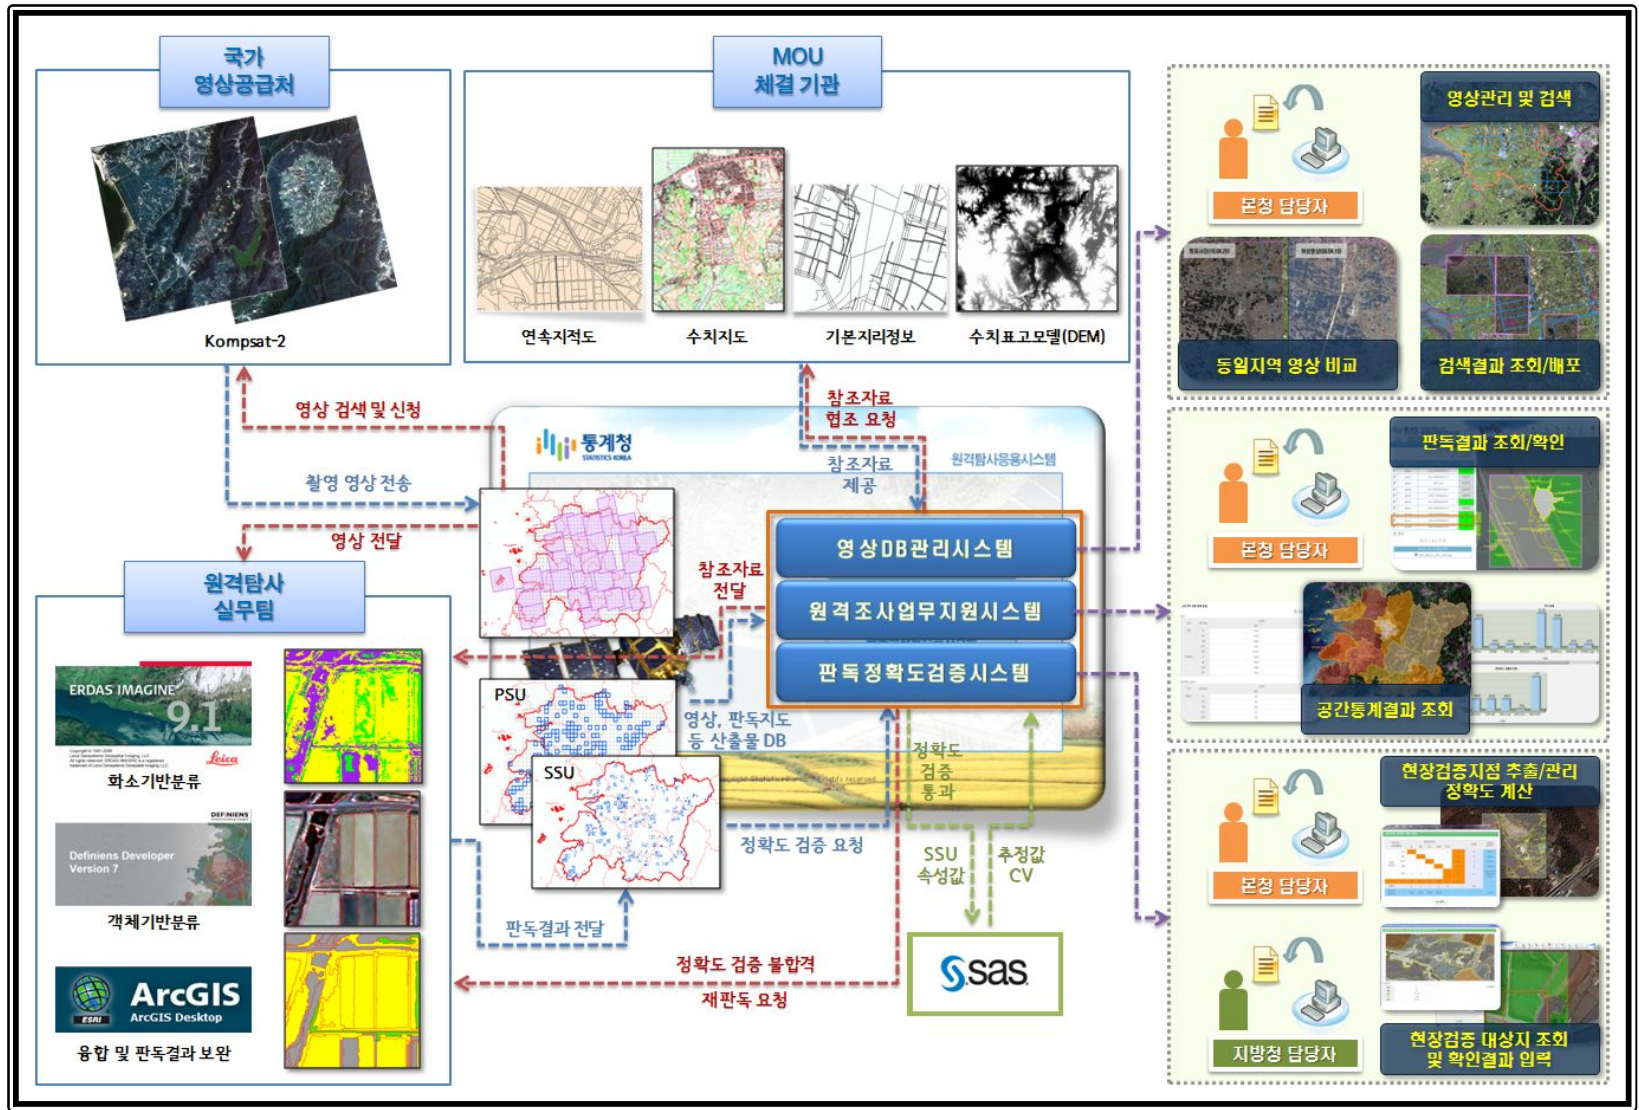 국가
영상공급처
Kompsat-2
MOU
체결 기관
연속지적도
수치지도
기본지리정보
수치표고모델(DEM)
영상 검색 및 신청
촬영 영상 전송
영상 전달
참조자료
협조 요청
참조자료
제공
통계청
STATISTICS KOREA
원격탐사응용시스템
영상DB관리시스템
원격조사업무지원시스템
판독정확도검증시스템
참조자료
전달
PSU
SSU
영상, 판독지도
등 산출물 DB
정확도
검증
통과
정확도 검증 요청
SSU
속성값
추정값
CV
판독결과 전달
정확도 검증 불합격
재판독 요청
sas
원격탐사
실무팀
ERDAS IMAGINE
9.1
Leica
화소기반분류
DEFINIENS
Definiens Developer
Version 7
객체기반분류
ESRI
ArcGIS
ArcGIS Desktop
융합 및 판독결과 보완
영상관리 및 검색
본청 담당자
동일지역 영상 비교
검색결과 조회/배포
판독결과 조회/확인
본청 담당자
공간통계결과 조회
현장검증지점 추출/관리
정확도 계산
본청 담당자
지방청 담당자
현장검증 대상지 조회
및 확인결과 입력